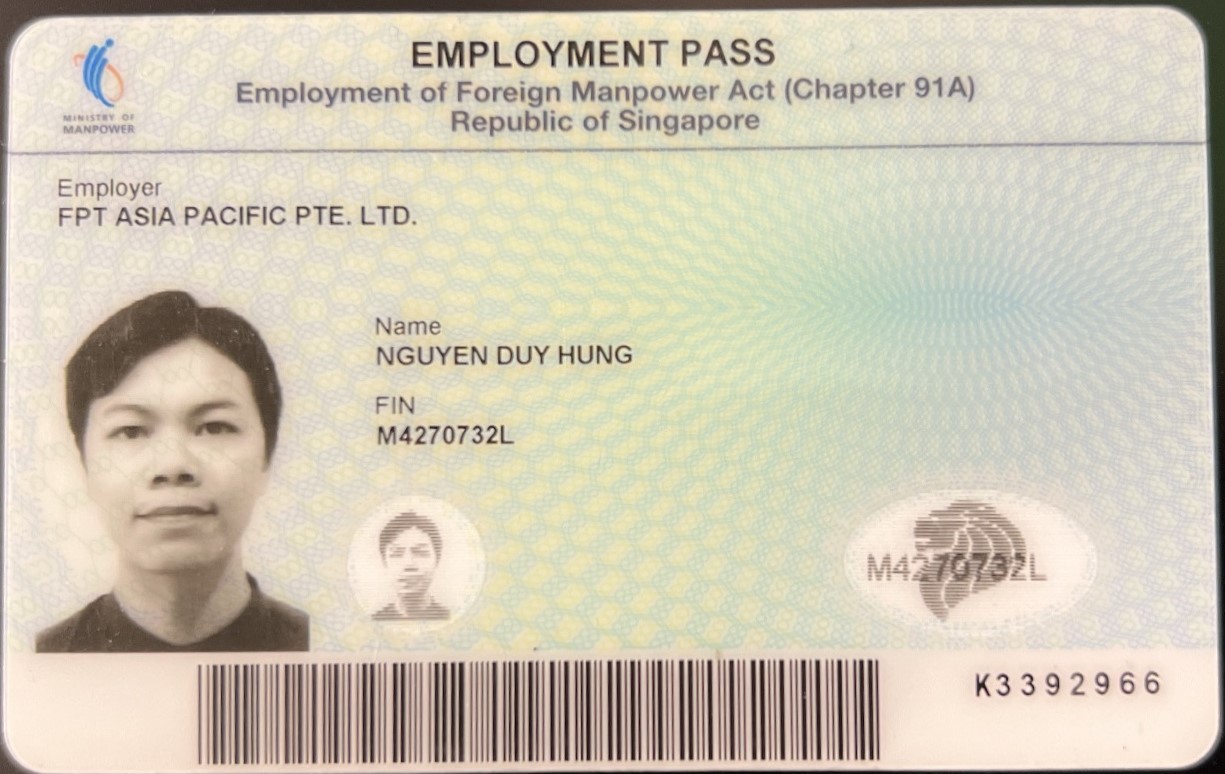 MINISTRY OF
MANPOWER
EMPLOYMENT PASS
Employment of Foreign Manpower Act (Chapter 91A)
Republic of Singapore
Employer
FPT ASIA PACIFIC PTE. LTD.
Name
NGUYEN DUY HUNG
FIN
M4270732L
M4270732L
K3392966